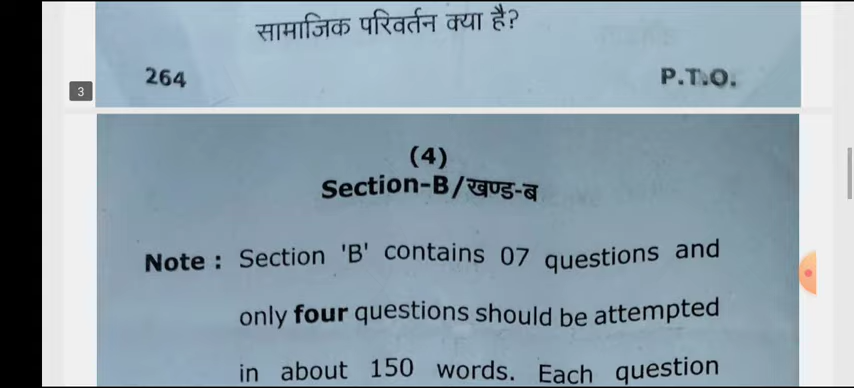 सामाजिक परिवर्तन क्या है?
264 P.T.O.
3
(4)
Section-B/खण्ड-ब
Note : Section 'B' contains 07 questions and
only four questions should be attempted
in about 150 words. Each question